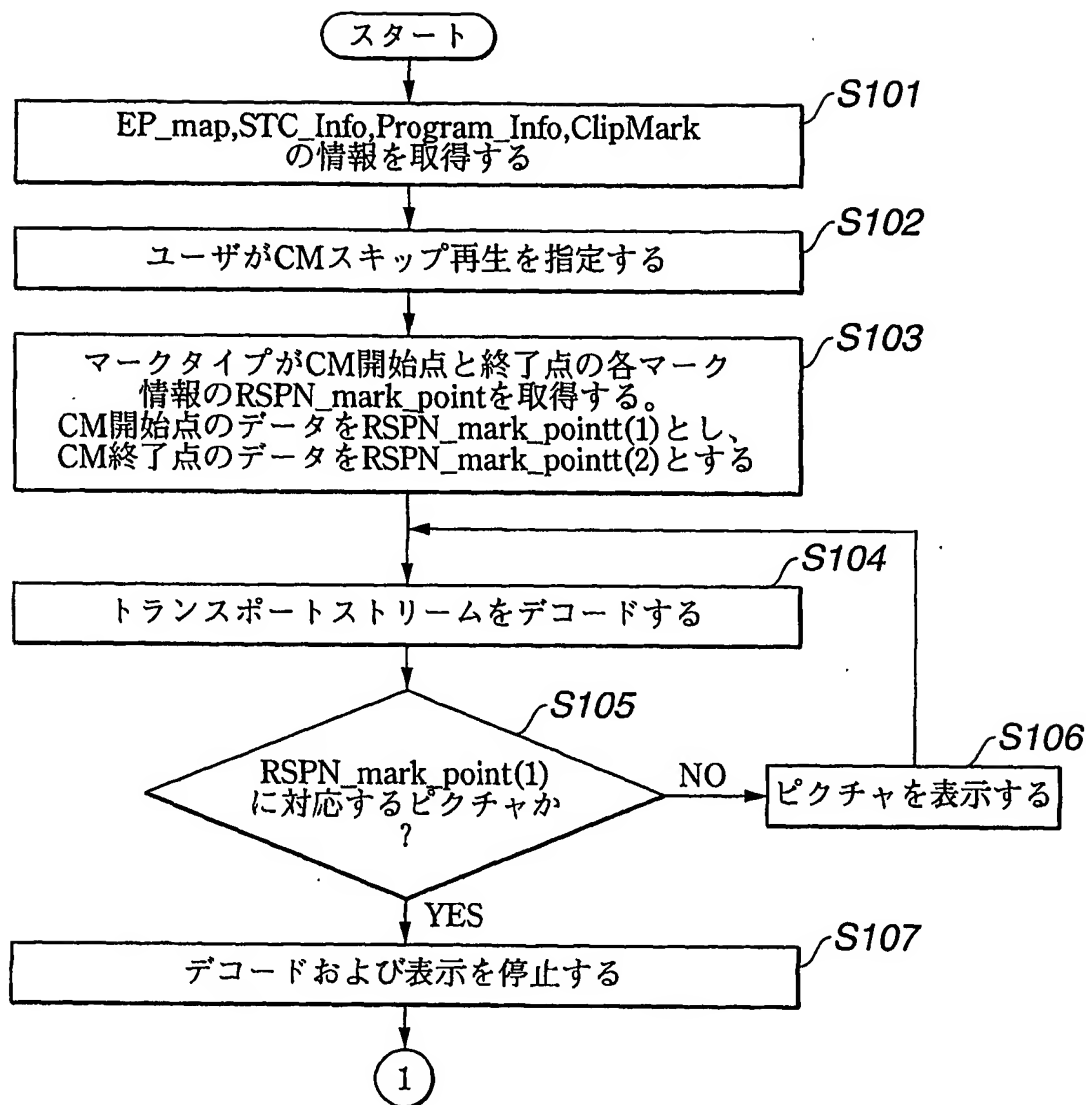 スタート
S101
EP_map,STC_Info,Program_Info,ClipMark
の情報を取得する
S102
ユーザがCMスキップ再生を指定する
S103
マークタイプがCM開始点と終了点の各マーク
情報のRSPN_mark_pointを取得する。
CM開始点のデータをRSPN_mark_pointt(1)とし、
CM終了点のデータをRSPN_mark_pointt(2)とする
S104
トランスポートストリームをデコードする
S105
RSPN_mark_point(1)
に対応するピクチャか
?
NO
S106
ピクチャを表示する
YES
S107
デコードおよび表示を停止する
1